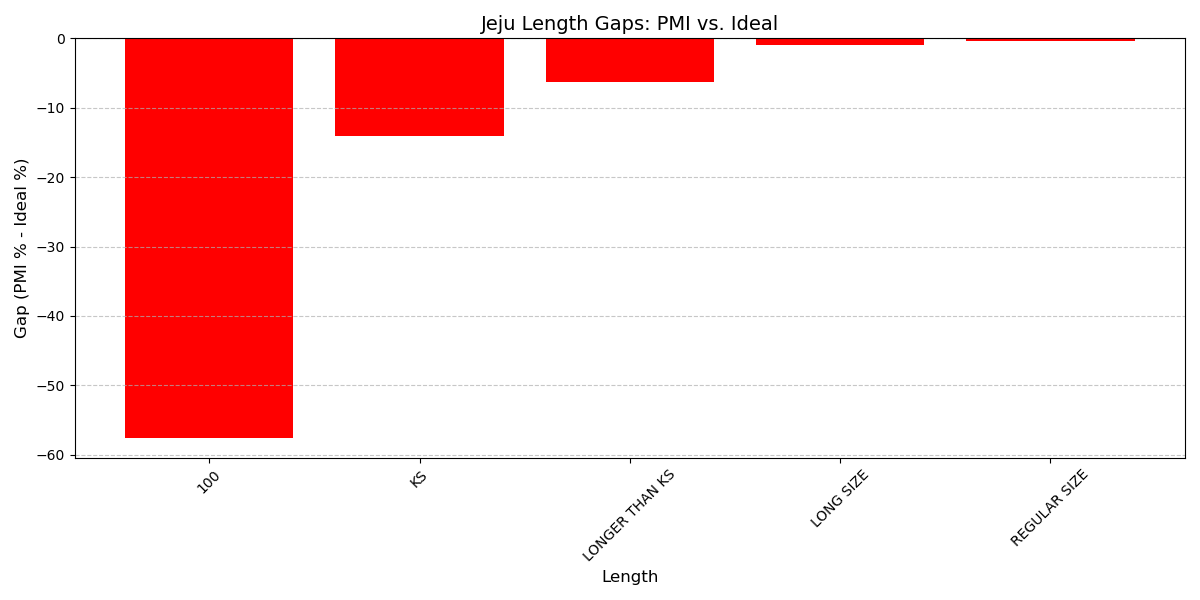 Jeju Length Gaps: PMI vs. Ideal
Gap (PMI % - Ideal %)
0
−10
−20
−30
−40
−50
−60
100
KS
LONGER THAN KS
LONG SIZE
REGULAR SIZE
Length